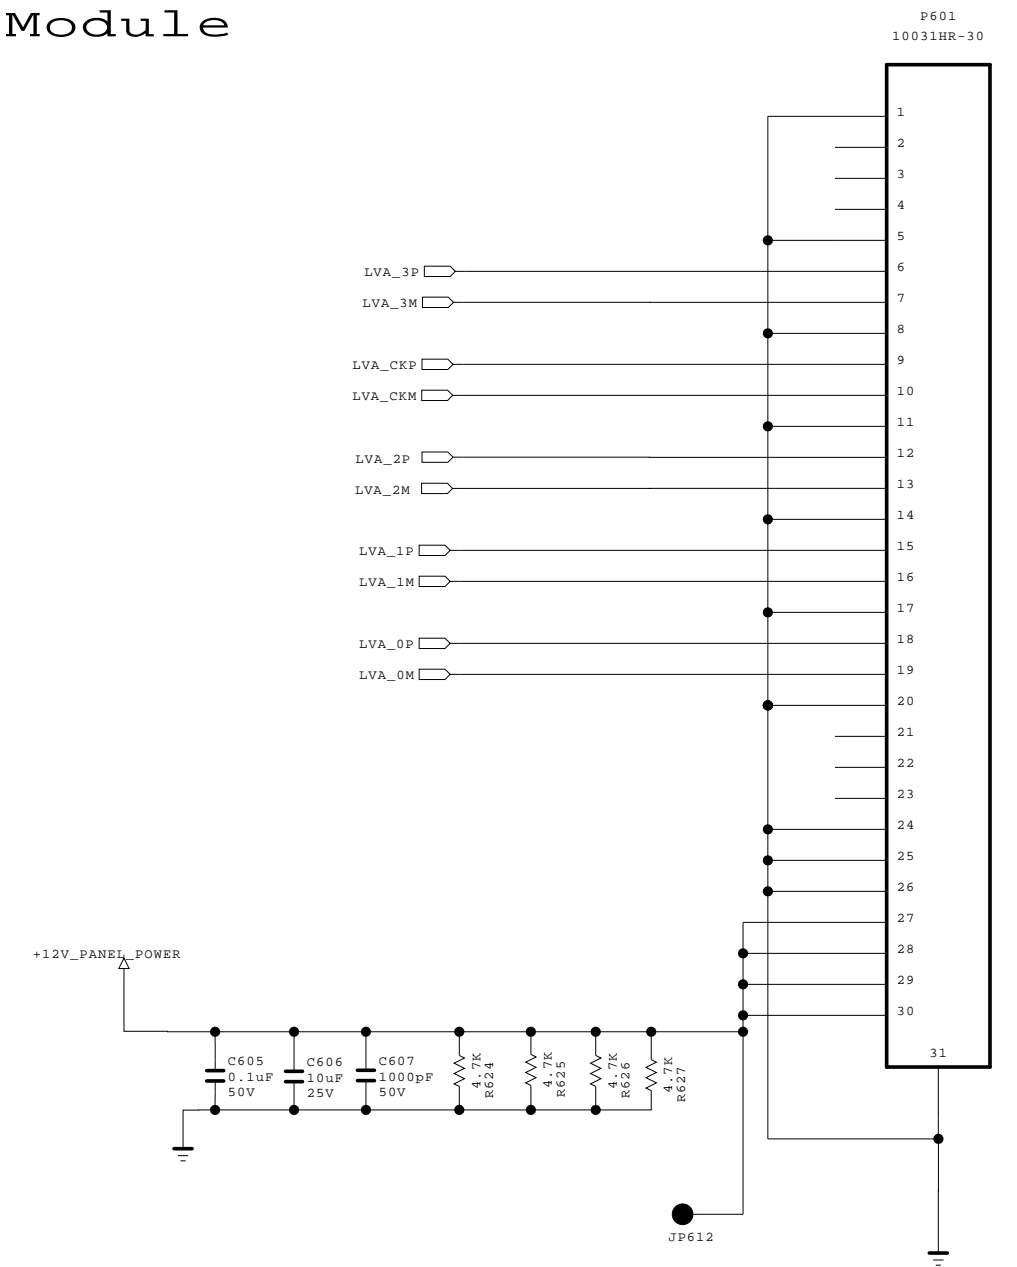 Module
P601
10031HR-30
1
2
3
4
5
LVA_3P
6
LVA_3M
7
8
LVA_CKP
9
LVA_CKM
10
11
LVA_2P
12
LVA_2M
13
14
LVA_1P
15
LVA_1M
16
17
LVA_0P
18
LVA_0M
19
20
21
22
23
24
25
26
27
28
29
30
31
+12V_PANEL_POWER
C605
0.1uF
50V
C606
10uF
25V
C607
1000pF
50V
4.7K
R624
4.7K
R625
4.7K
R626
4.7K
R627
JP612